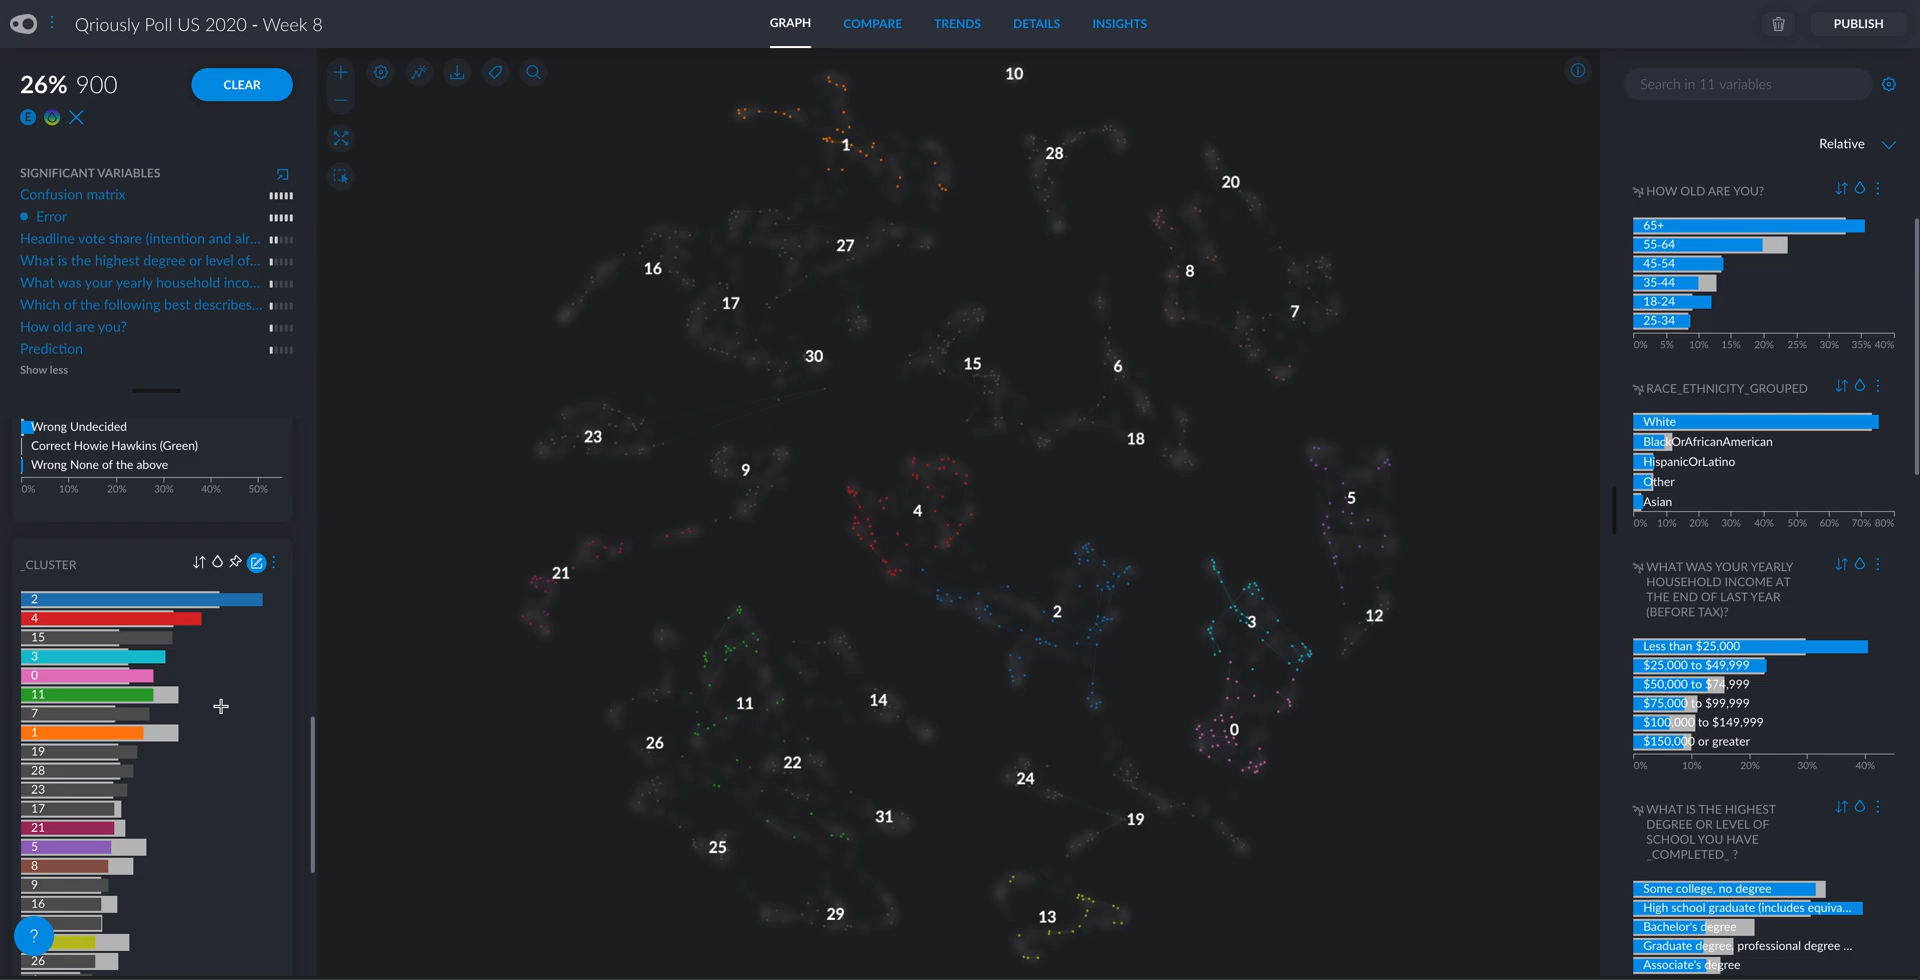 Qriously Poll US 2020 - Week 8
GRAPH
COMPARE
TRENDS
DETAILS
INSIGHTS
PUBLISH
26% 900
CLEAR
E
SIGNIFICANT VARIABLES
Confusion matrix
Error
Headline vote share (intention and alr...
What is the highest degree or level of...
What was your yearly household inco...
Which of the following best describes...
How old are you?
Prediction
Show less
Wrong Undecided
Correct Howie Hawkins (Green)
Wrong None of the above
0% 10% 20% 30% 40% 50%
_CLUSTER
2
4
15
3
0
11
7
1
19
28
23
17
21
5
8
9
16
26
?
10
1
28
20
27
16
8
17
7
30
15
6
23
18
9
4
5
21
2
3
12
11
14
0
26
22
24
31
19
25
29
13
Search in 11 variables
Relative
HOW OLD ARE YOU?
65+
55-64
45-54
35-44
18-24
25-34
0% 5% 10% 15% 20% 25% 30% 35% 40%
RACE_ETHNICITY_GROUPED
White
BlackOrAfricanAmerican
HispanicOrLatino
Other
Asian
0% 10% 20% 30% 40% 50% 60% 70% 80%
WHAT WAS YOUR YEARLY
HOUSEHOLD INCOME AT
THE END OF LAST YEAR
(BEFORE TAX)?
Less than $25,000
$25,000 to $49,999
$50,000 to $74,999
$75,000 to $99,999
$100,000 to $149,999
$150,000 or greater
0% 10% 20% 30% 40%
WHAT IS THE HIGHEST
DEGREE OR LEVEL OF
SCHOOL YOU HAVE
_COMPLETED_ ?
Some college, no degree
High school graduate (includes equiva...
Bachelor's degree
Graduate degree, professional degree ...
Associate's degree